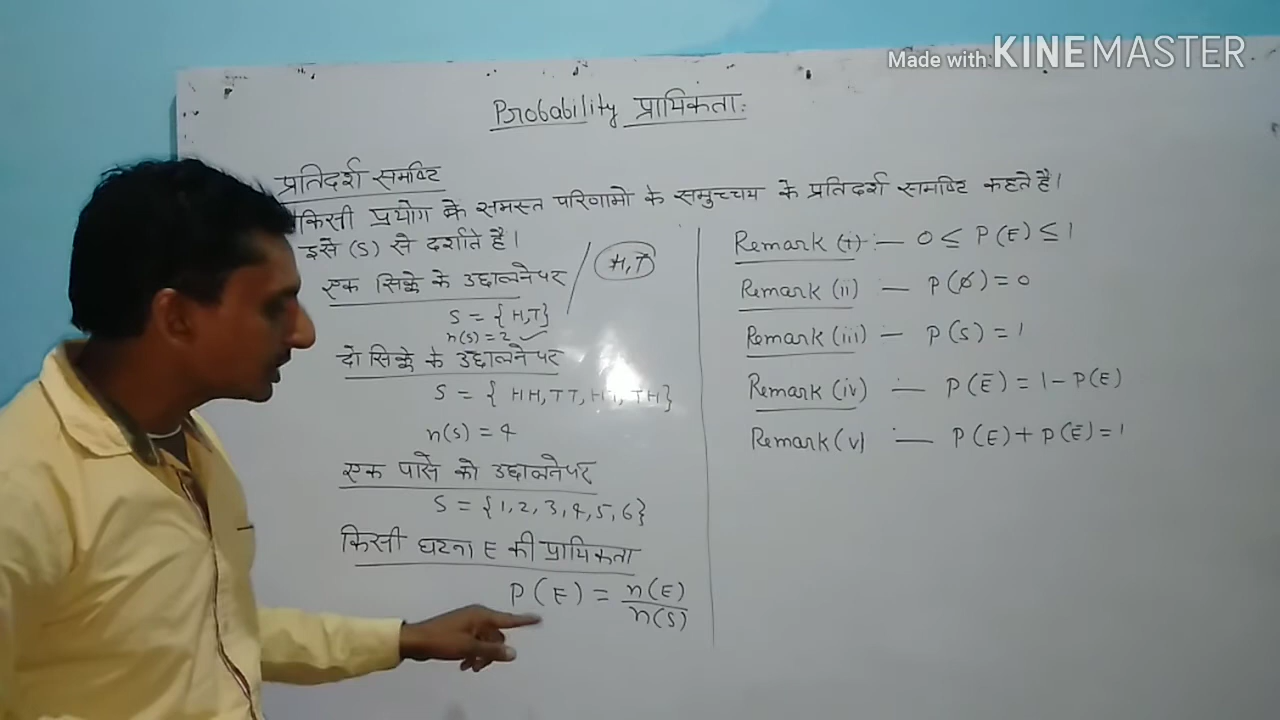 Made with KINEMASTER
Probability प्रायिकता:
प्रतिदर्श समष्टि
किसी प्रयोग के समस्त परिणामो के समुच्चय के प्रतिदर्श समष्टि कहते है।
इसे (S) से दर्शाते है।
एक सिक्के के उछालनेपर
H,T
S = {H,T}
n(S) = 2 ✓
दो सिक्के के उछालनेपर
S = { HH, TT, HT, TH}
n(S) = 4
एक पासे को उछालनेपर
S = {1,2,3,4,5,6}
किसी घटना E की प्रायिकता
P(E) = n(E)/n(S)
Remark (i) :— 0 ≤ P(E) ≤ 1
Remark (ii) — P(ϕ) = 0
Remark (iii) — P(S) = 1
Remark (iv) — P(Ē) = 1 - P(E)
Remark (v) — P(E) + P(Ē) = 1